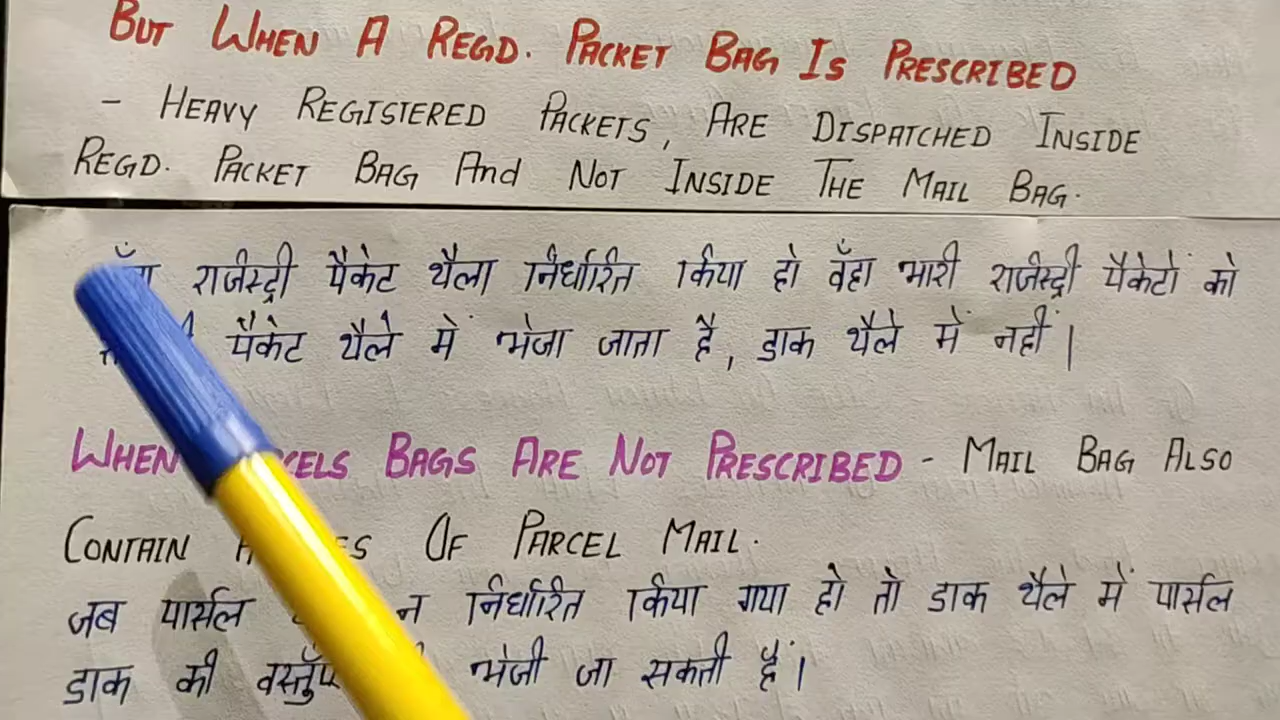 BUT WHEN A REGD. PACKET BAG IS PRESCRIBED
- HEAVY REGISTERED PACKETS, ARE DISPATCHED INSIDE
REGD. PACKET BAG And NOT INSIDE THE MAIL BAG.
राजिस्ट्री पैकेट थैला निर्धारित किया हो वँहा भारी राजिस्ट्री पैकेटों को
पैकेट थैले में भेजा जाता है, डाक थैले में नहीं।
WHEN BAGS ARE NOT PRESCRIBED - MAIL BAG ALSO
CONTAIN OF PARCEL MAIL.
जब पार्सल न निर्धारित किया गया हो तो डाक थैले में पार्सल
डाक की भेजी जा सकती हैं।